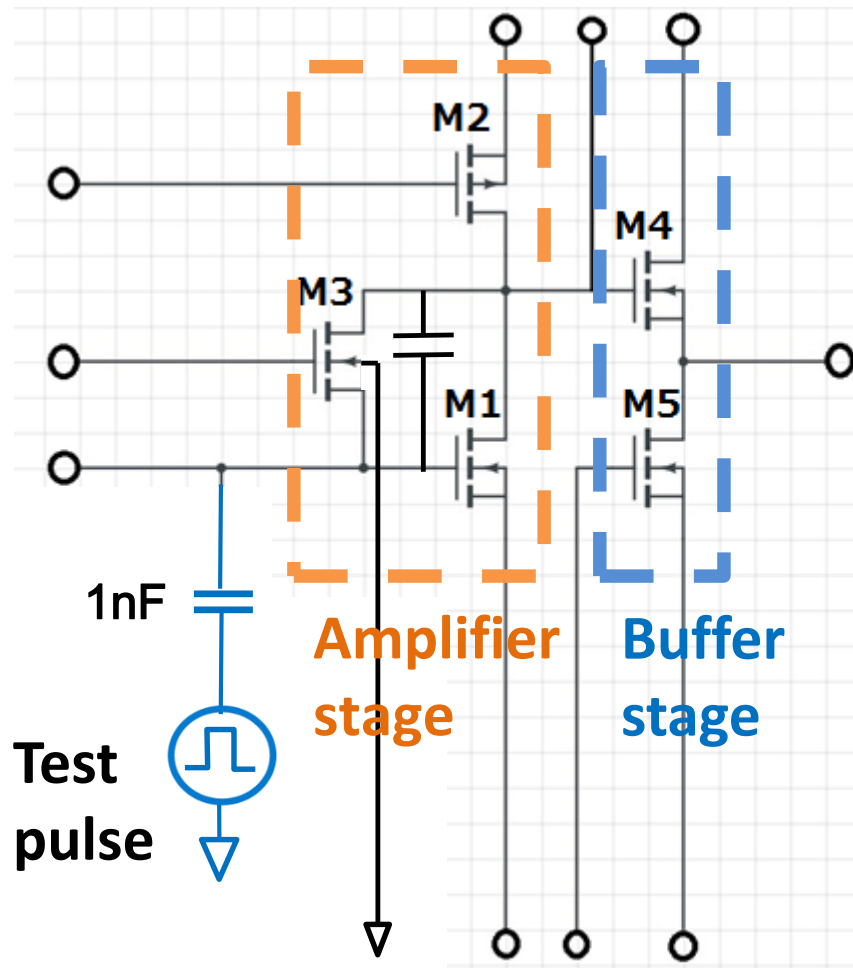 M2
M4
M3
M1
M5
1nF
Amplifier
stage
Buffer
stage
Test
pulse